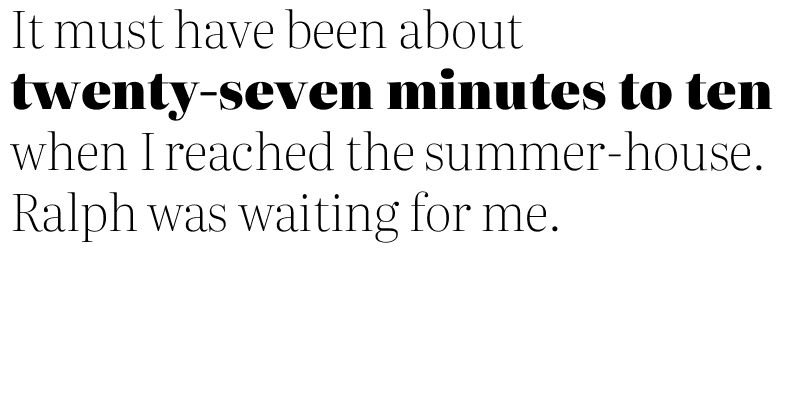 It must have been about
twenty-seven minutes to ten
when I reached the summer-house.
Ralph was waiting for me.